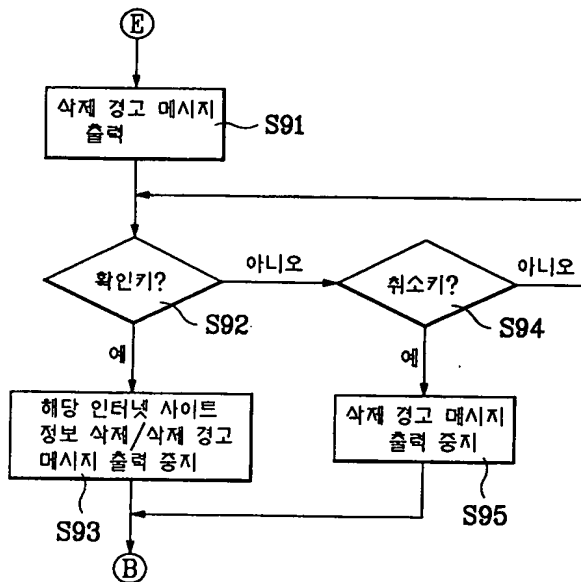 E
삭제 경고 메시지
출력
S91
확인키?
아니오
취소키?
아니오
S92
S94
예
예
해당 인터넷 사이트
정보 삭제/삭제 경고
메시지 출력 중지
삭제 경고 메시지
출력 중지
S93
S95
B